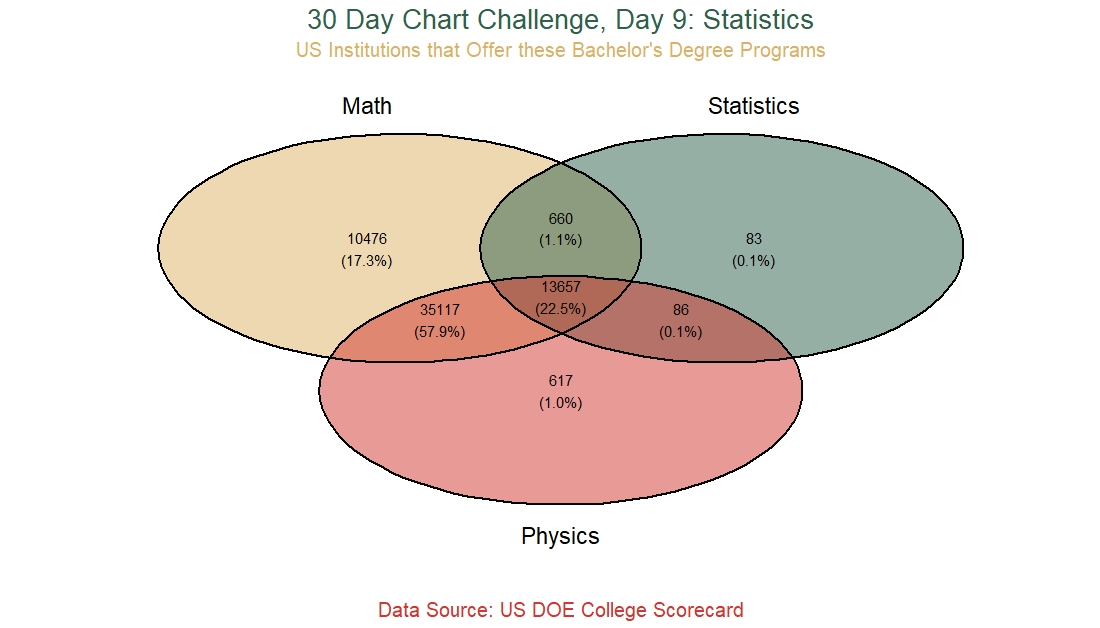 30 Day Chart Challenge, Day 9: Statistics
US Institutions that Offer these Bachelor's Degree Programs
Math
Statistics
660
(1.1%)
10476
(17.3%)
83
(0.1%)
13657
(22.5%)
35117
(57.9%)
86
(0.1%)
617
(1.0%)
Physics
Data Source: US DOE College Scorecard